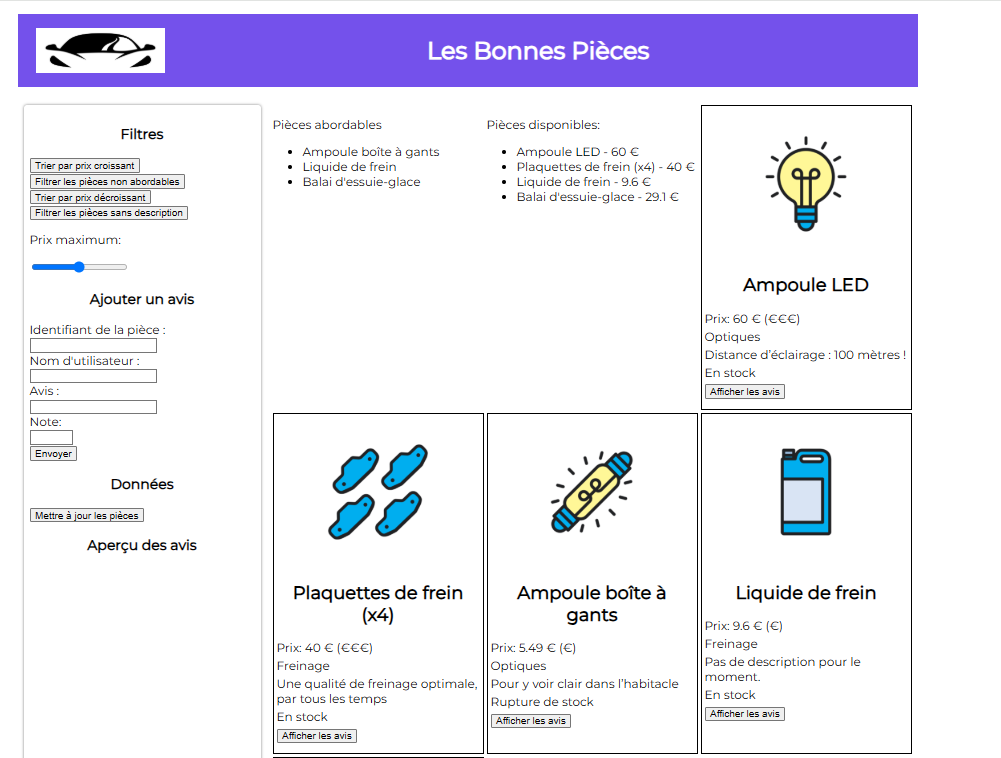 Les Bonnes Pièces
Filtres
Trier par prix croissant
Filtrer les pièces non abordables
Trier par prix décroissant
Filtrer les pièces sans description
Prix maximum:
Ajouter un avis
Identifiant de la pièce :
Nom d'utilisateur :
Avis :
Note:
Envoyer
Données
Mettre à jour les pièces
Aperçu des avis
Pièces abordables
Ampoule boîte à gants
Liquide de frein
Balai d'essuie-glace
Pièces disponibles:
Ampoule LED - 60 €
Plaquettes de frein (x4) - 40 €
Liquide de frein - 9.6 €
Balai d'essuie-glace - 29.1 €
Ampoule LED
Prix: 60 € (€€€)
Optiques
Distance d’éclairage : 100 mètres !
En stock
Afficher les avis
Plaquettes de frein
(x4)
Prix: 40 € (€€€)
Freinage
Une qualité de freinage optimale,
par tous les temps
En stock
Afficher les avis
Ampoule boîte à
gants
Prix: 5.49 € (€)
Optiques
Pour y voir clair dans l’habitacle
Rupture de stock
Afficher les avis
Liquide de frein
Prix: 9.6 € (€)
Freinage
Pas de description pour le
moment.
En stock
Afficher les avis